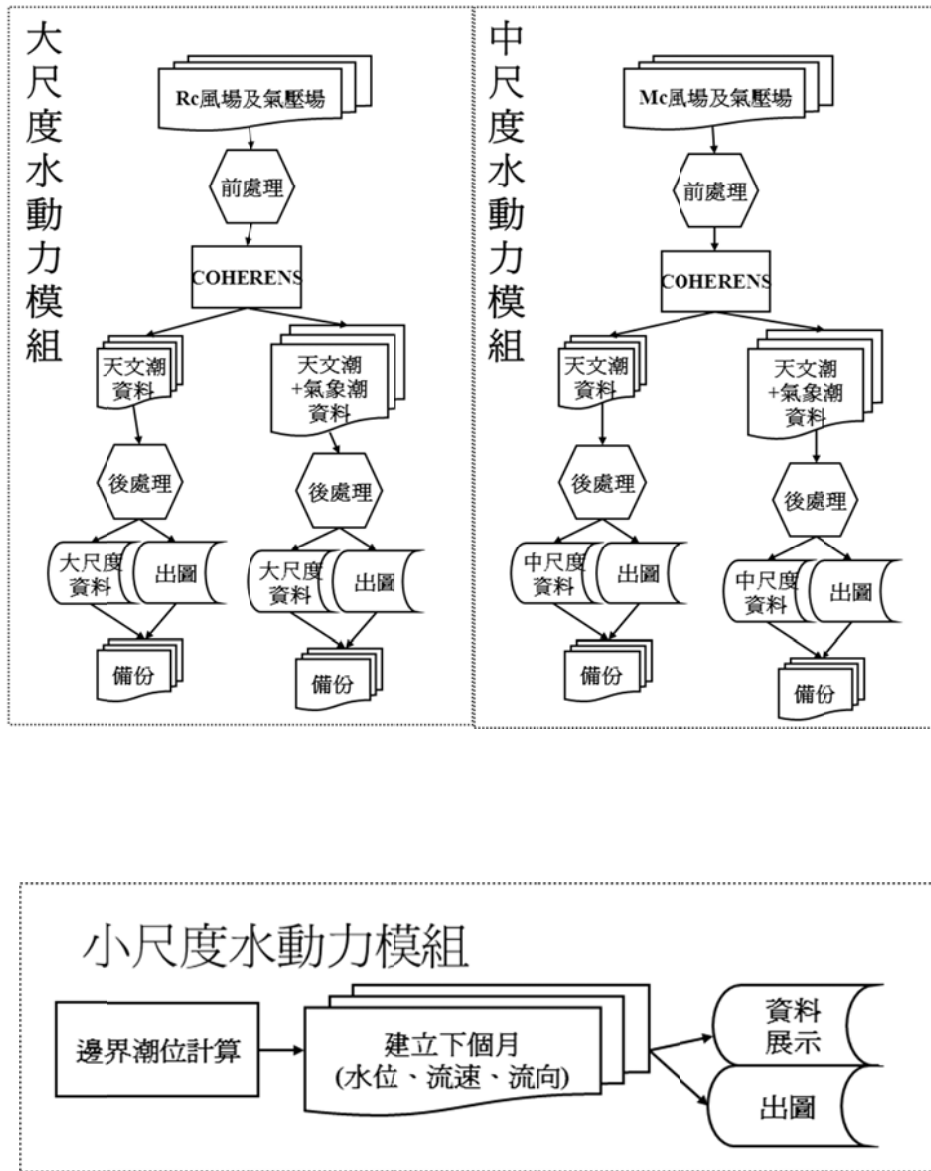 大尺度水動力模組
Rc風場及氣壓場
前處理
COHERENS
天文潮
資料
天文潮
+氣象潮
資料
後處理
後處理
大尺度
資料
出圖
大尺度
資料
出圖
備份
備份
中尺度水動力模組
Mc風場及氣壓場
前處理
COHERENS
天文潮
資料
天文潮
+氣象潮
資料
後處理
後處理
中尺度
資料
出圖
中尺度
資料
出圖
備份
備份
小尺度水動力模組
邊界潮位計算
建立下個月
(水位、流速、流向)
資料
展示
出圖